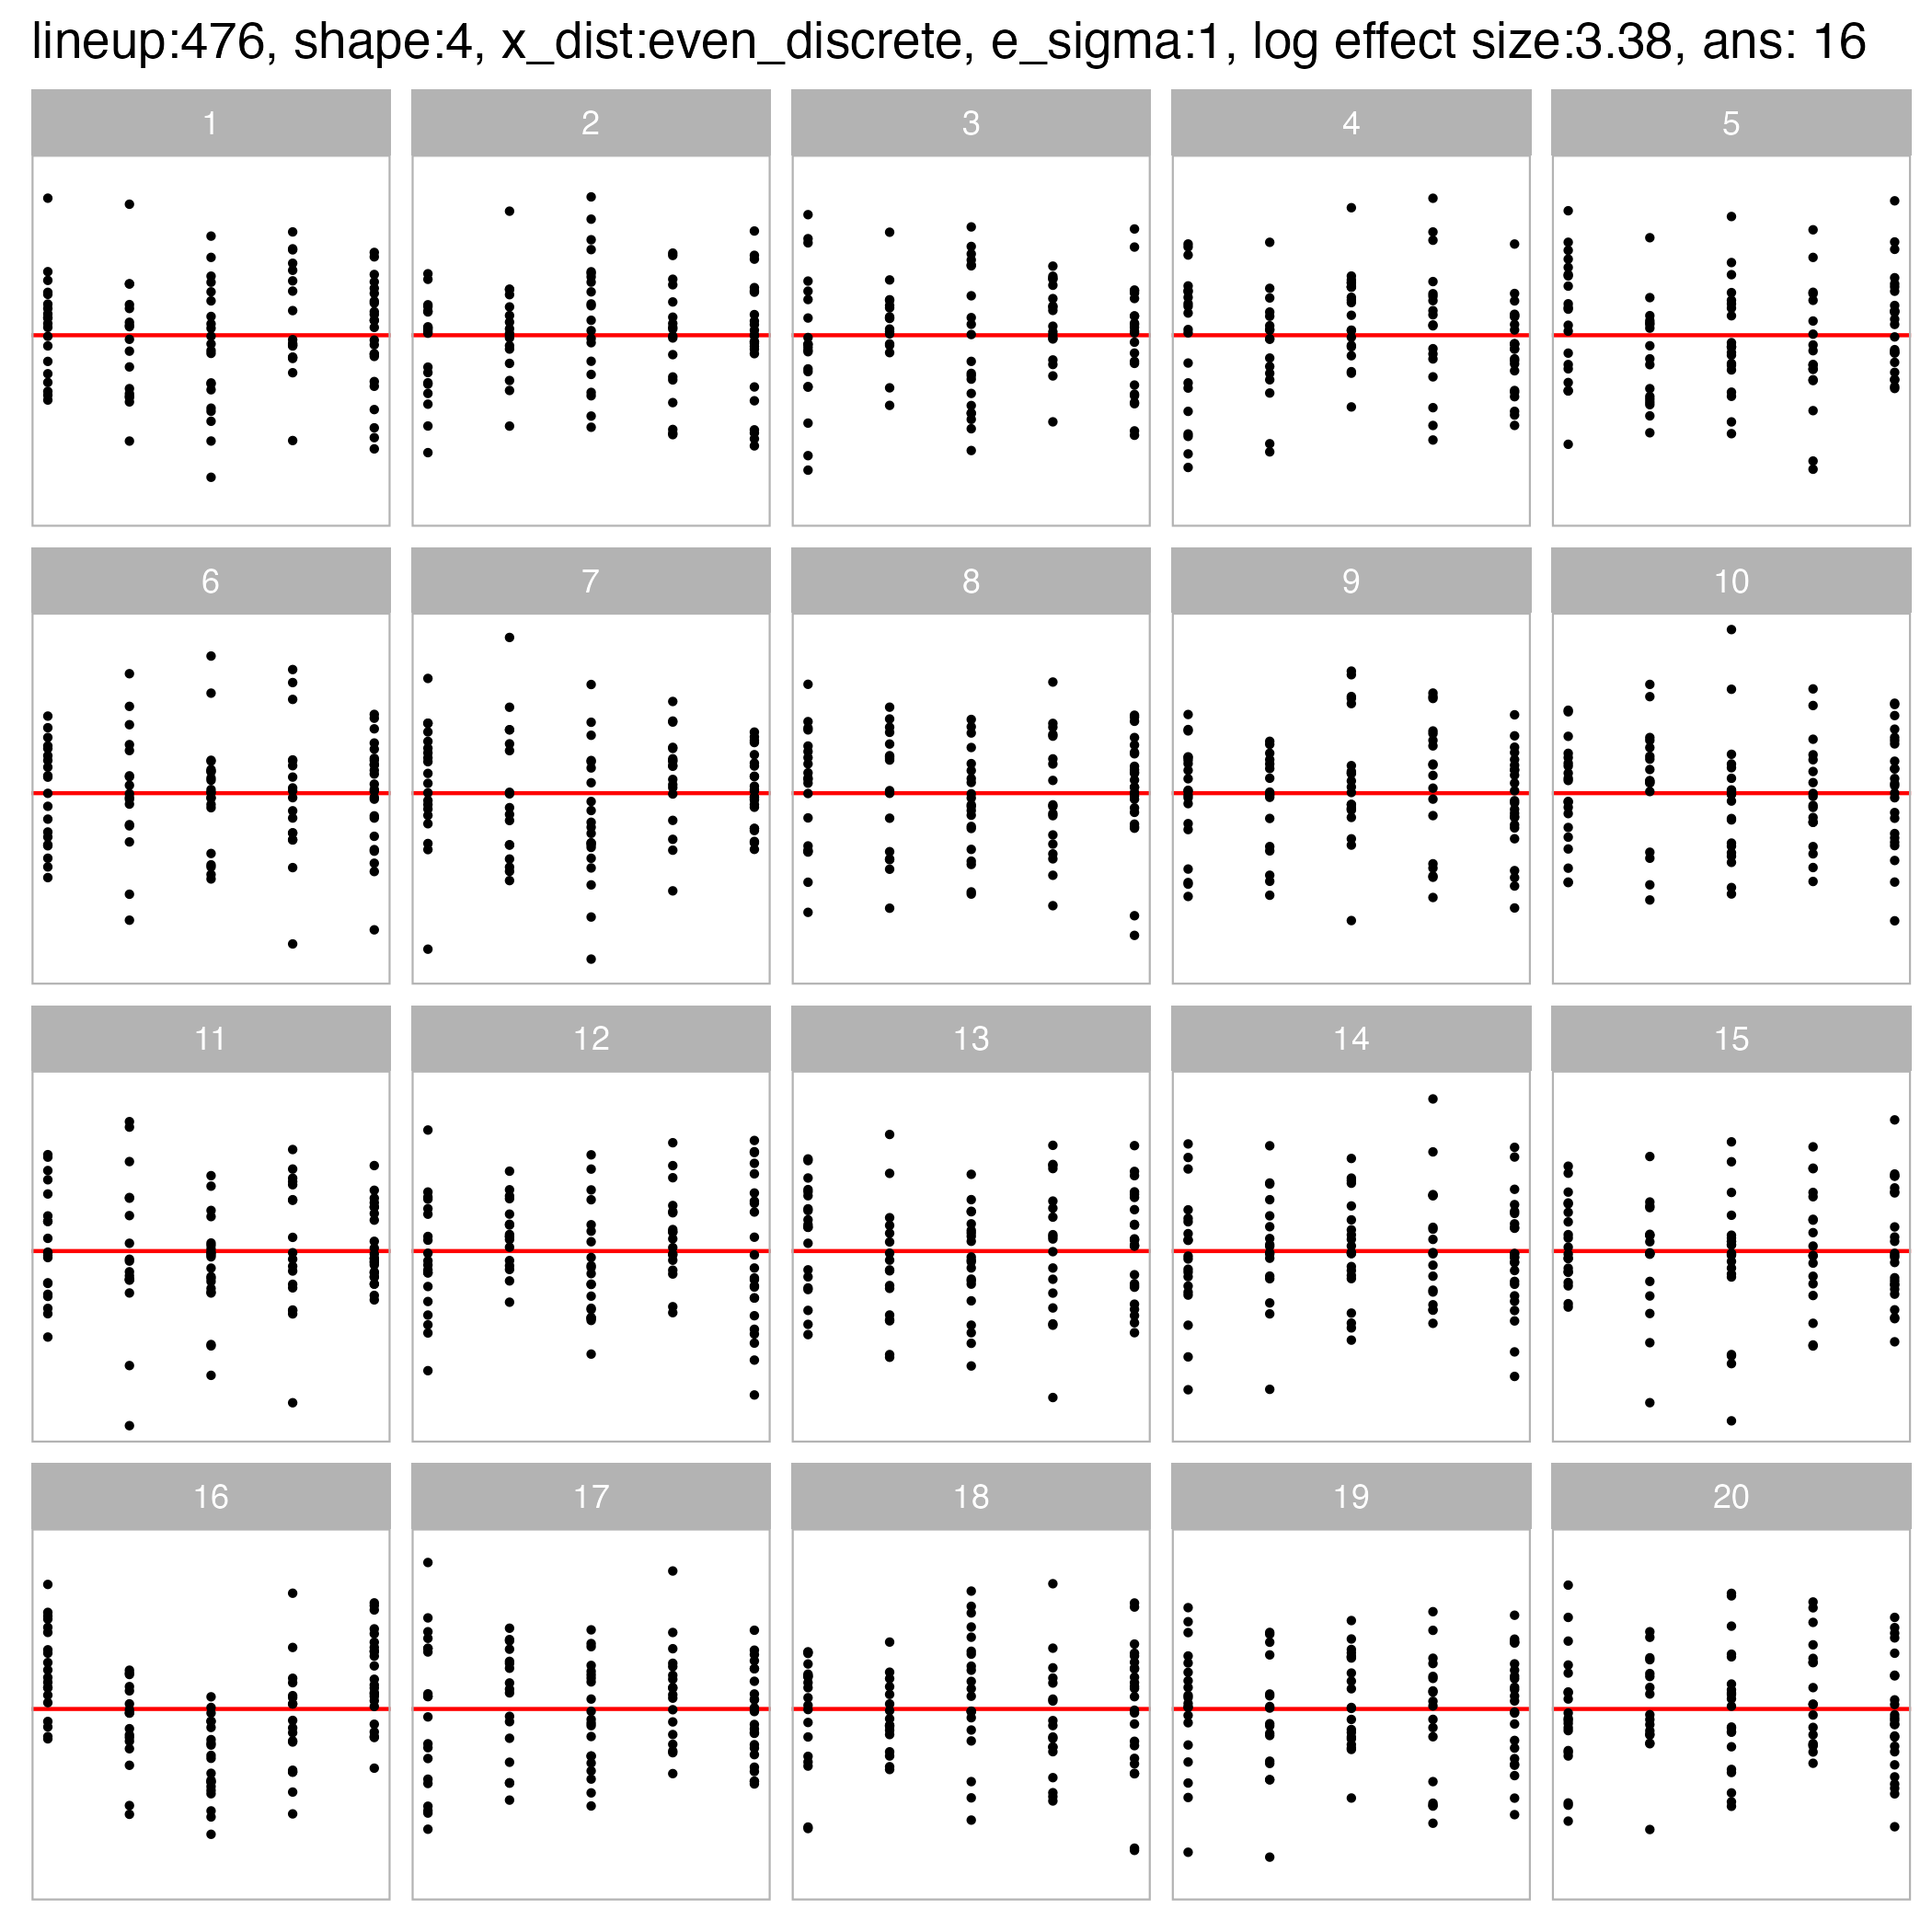 lineup:476, shape:4, x_dist:even_discrete, e_sigma:1, log effect size:3.38, ans: 16
1 2 3 4 5
6 7 8 9 10
11 12 13 14 15
16 17 18 19 20